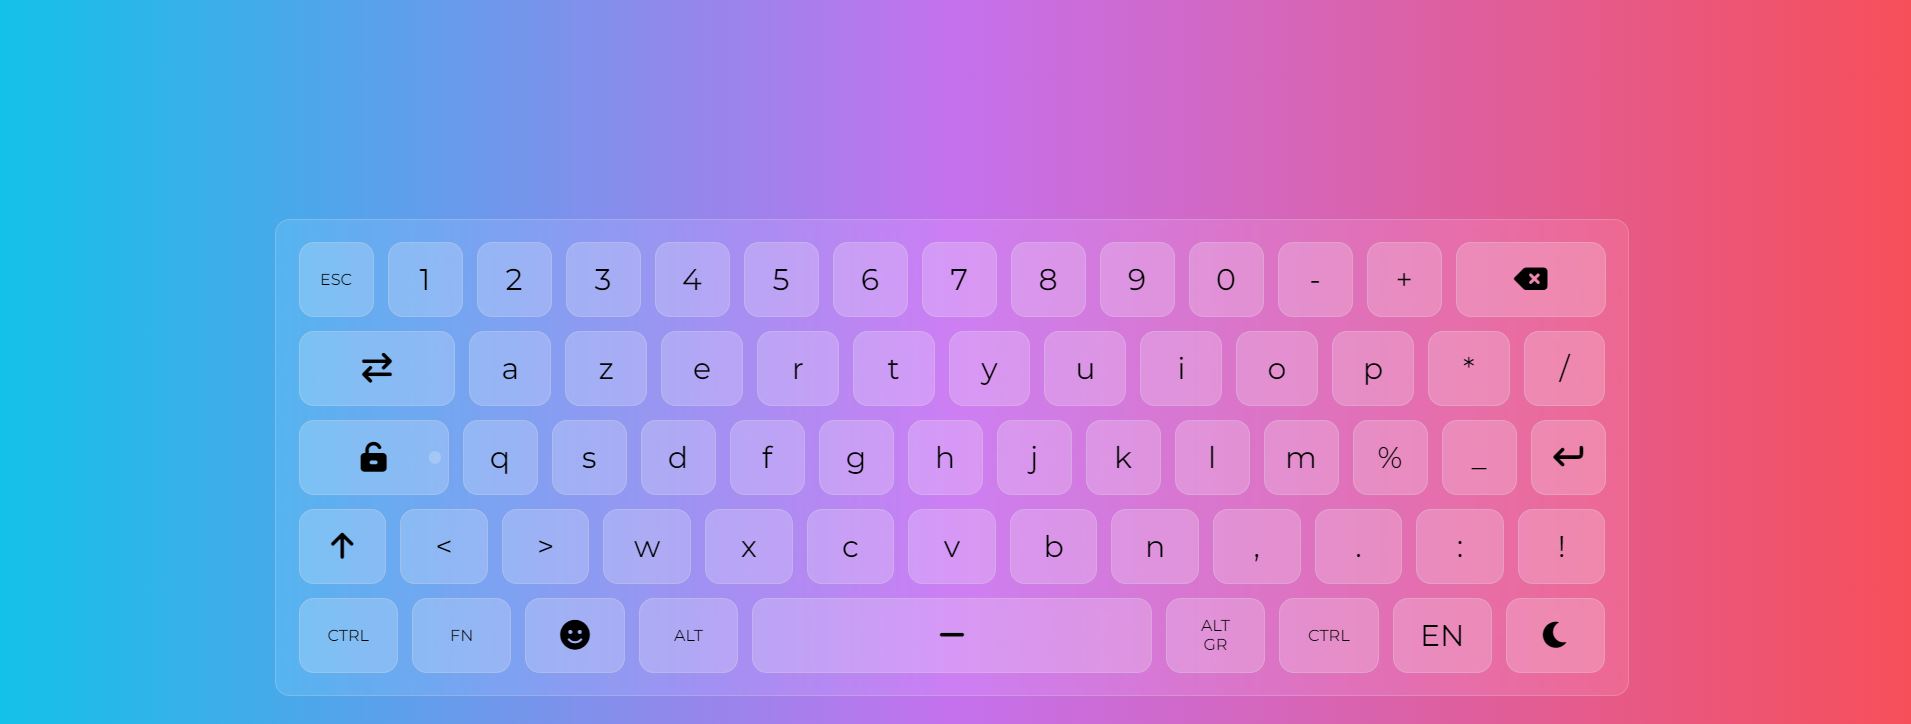 ESC 1 2 3 4 5 6 7 8 9 0 - +
a z e r t y u i o p * /
q s d f g h j k l m % _
< > w x c v b n , . : !
CTRL FN ALT ALT GR CTRL EN